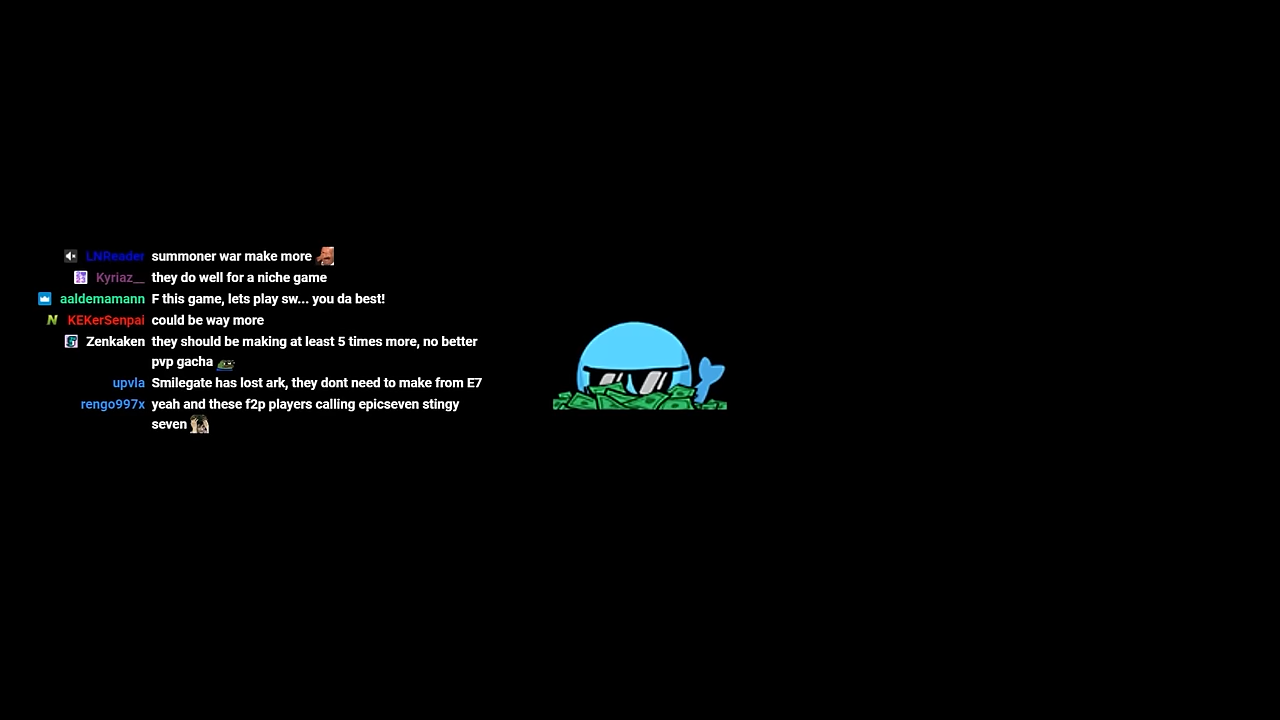 LNReader summoner war make more
Kyriaz__ they do well for a niche game
aaldemamann F this game, lets play sw... you da best!
KEKerSenpai could be way more
Zenkaken they should be making at least 5 times more, no better
pvp gacha
upvla Smilegate has lost ark, they dont need to make from E7
rengo997x yeah and these f2p players calling epicseven stingy
seven